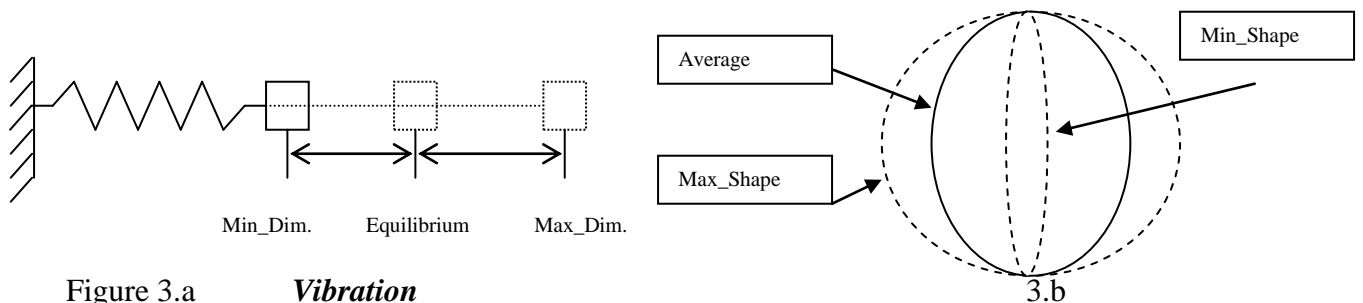 Average
Min_Shape
Max_Shape
Min_Dim. Equilibrium Max_Dim.
Figure 3.a Vibration 3.b